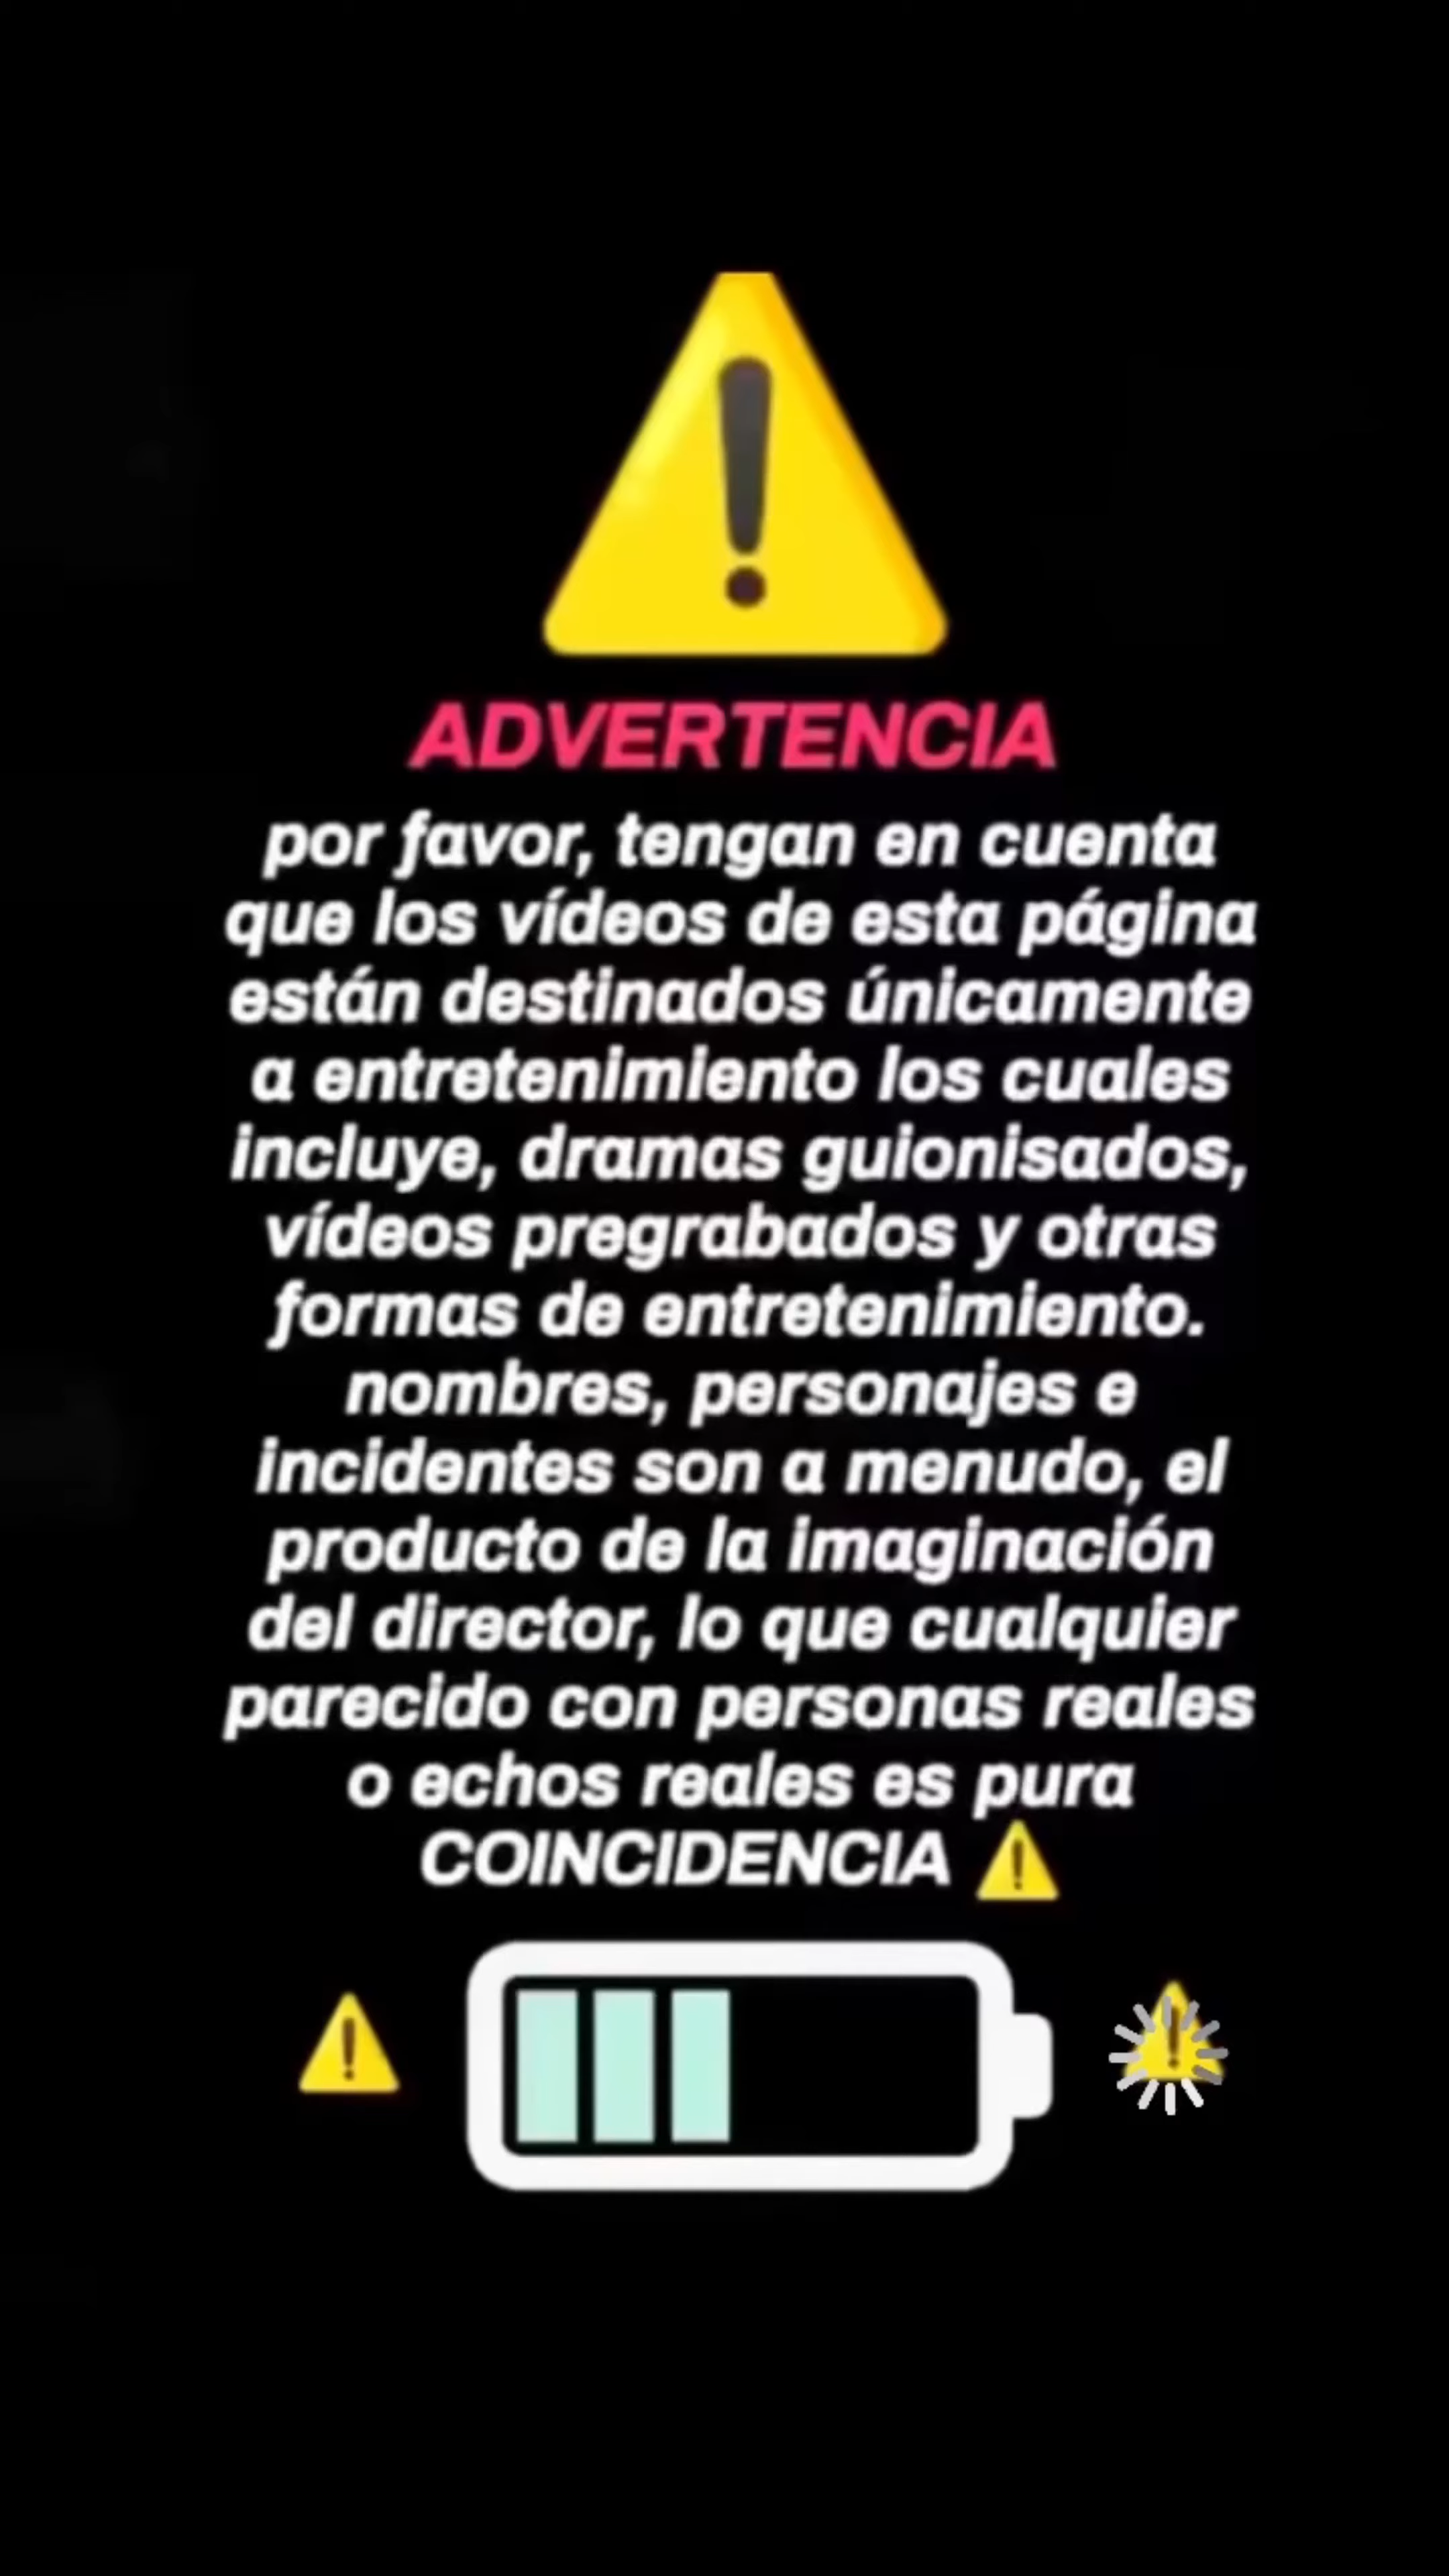 ADVERTENCIA
por favor, tengan en cuenta
que los vídeos de esta página
están destinados únicamente
a entretenimiento los cuales
incluye, dramas guionisados,
vídeos pregrabados y otras
formas de entretenimiento.
nombres, personajes e
incidentes son a menudo, el
producto de la imaginación
del director, lo que cualquier
parecido con personas reales
o echos reales es pura
COINCIDENCIA ⚠️